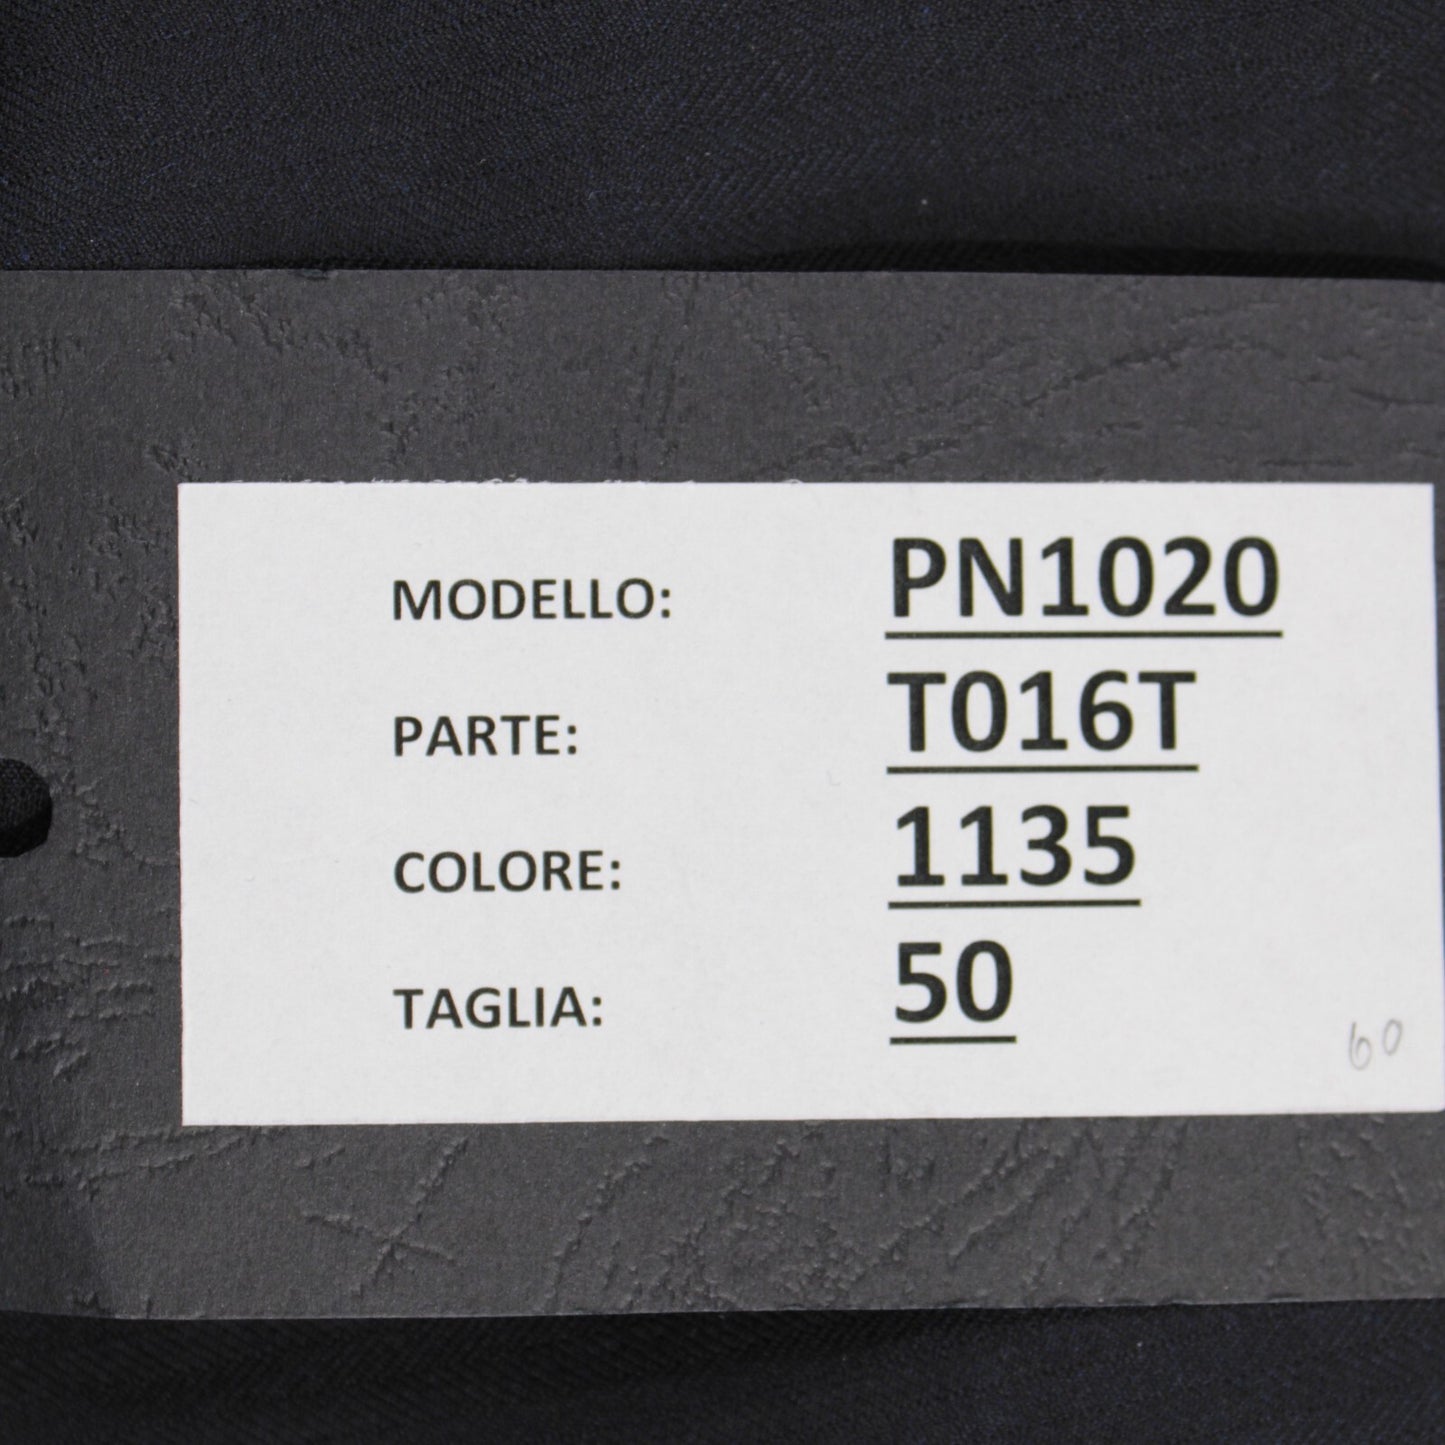 MODELLO: PN1020
PARTE: T016T
COLORE: 1135
TAGLIA: 50
60